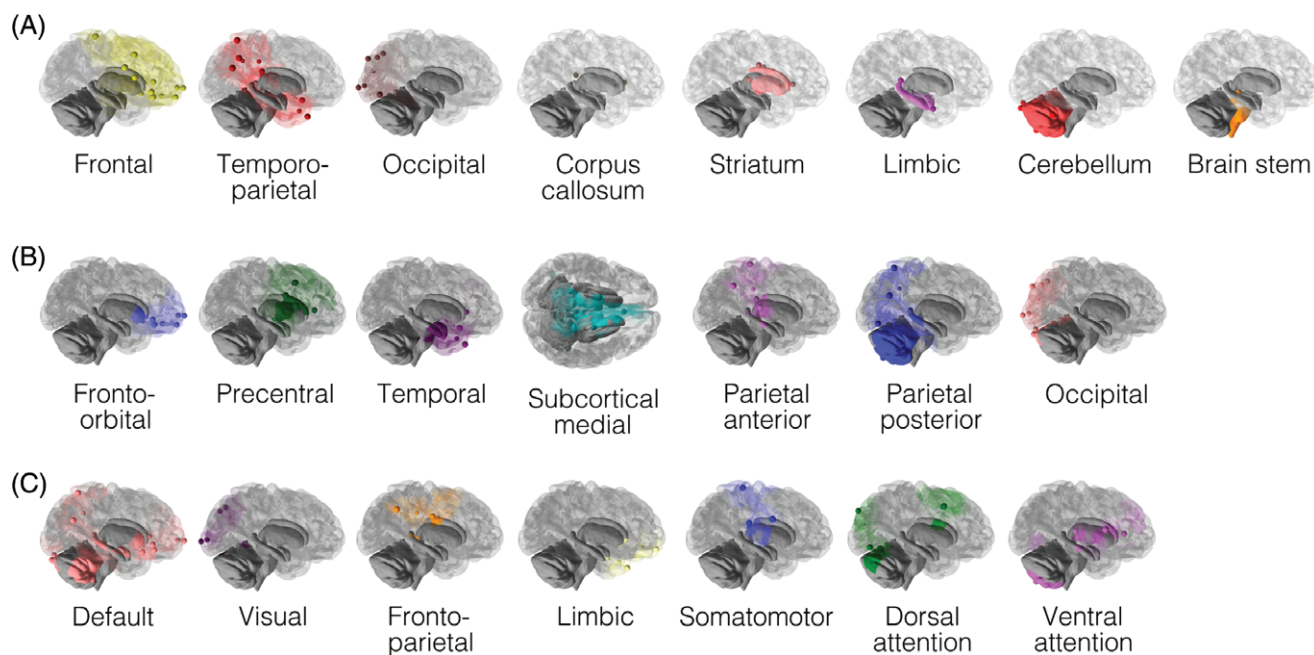 (A)
Frontal
Temporo-
parietal
Occipital
Corpus
callosum
Striatum
Limbic
Cerebellum
Brain stem
(B)
Fronto-
orbital
Precentral
Temporal
Subcortical
medial
Parietal
anterior
Parietal
posterior
Occipital
(C)
Default
Visual
Fronto-
parietal
Limbic
Somatomotor
Dorsal
attention
Ventral
attention